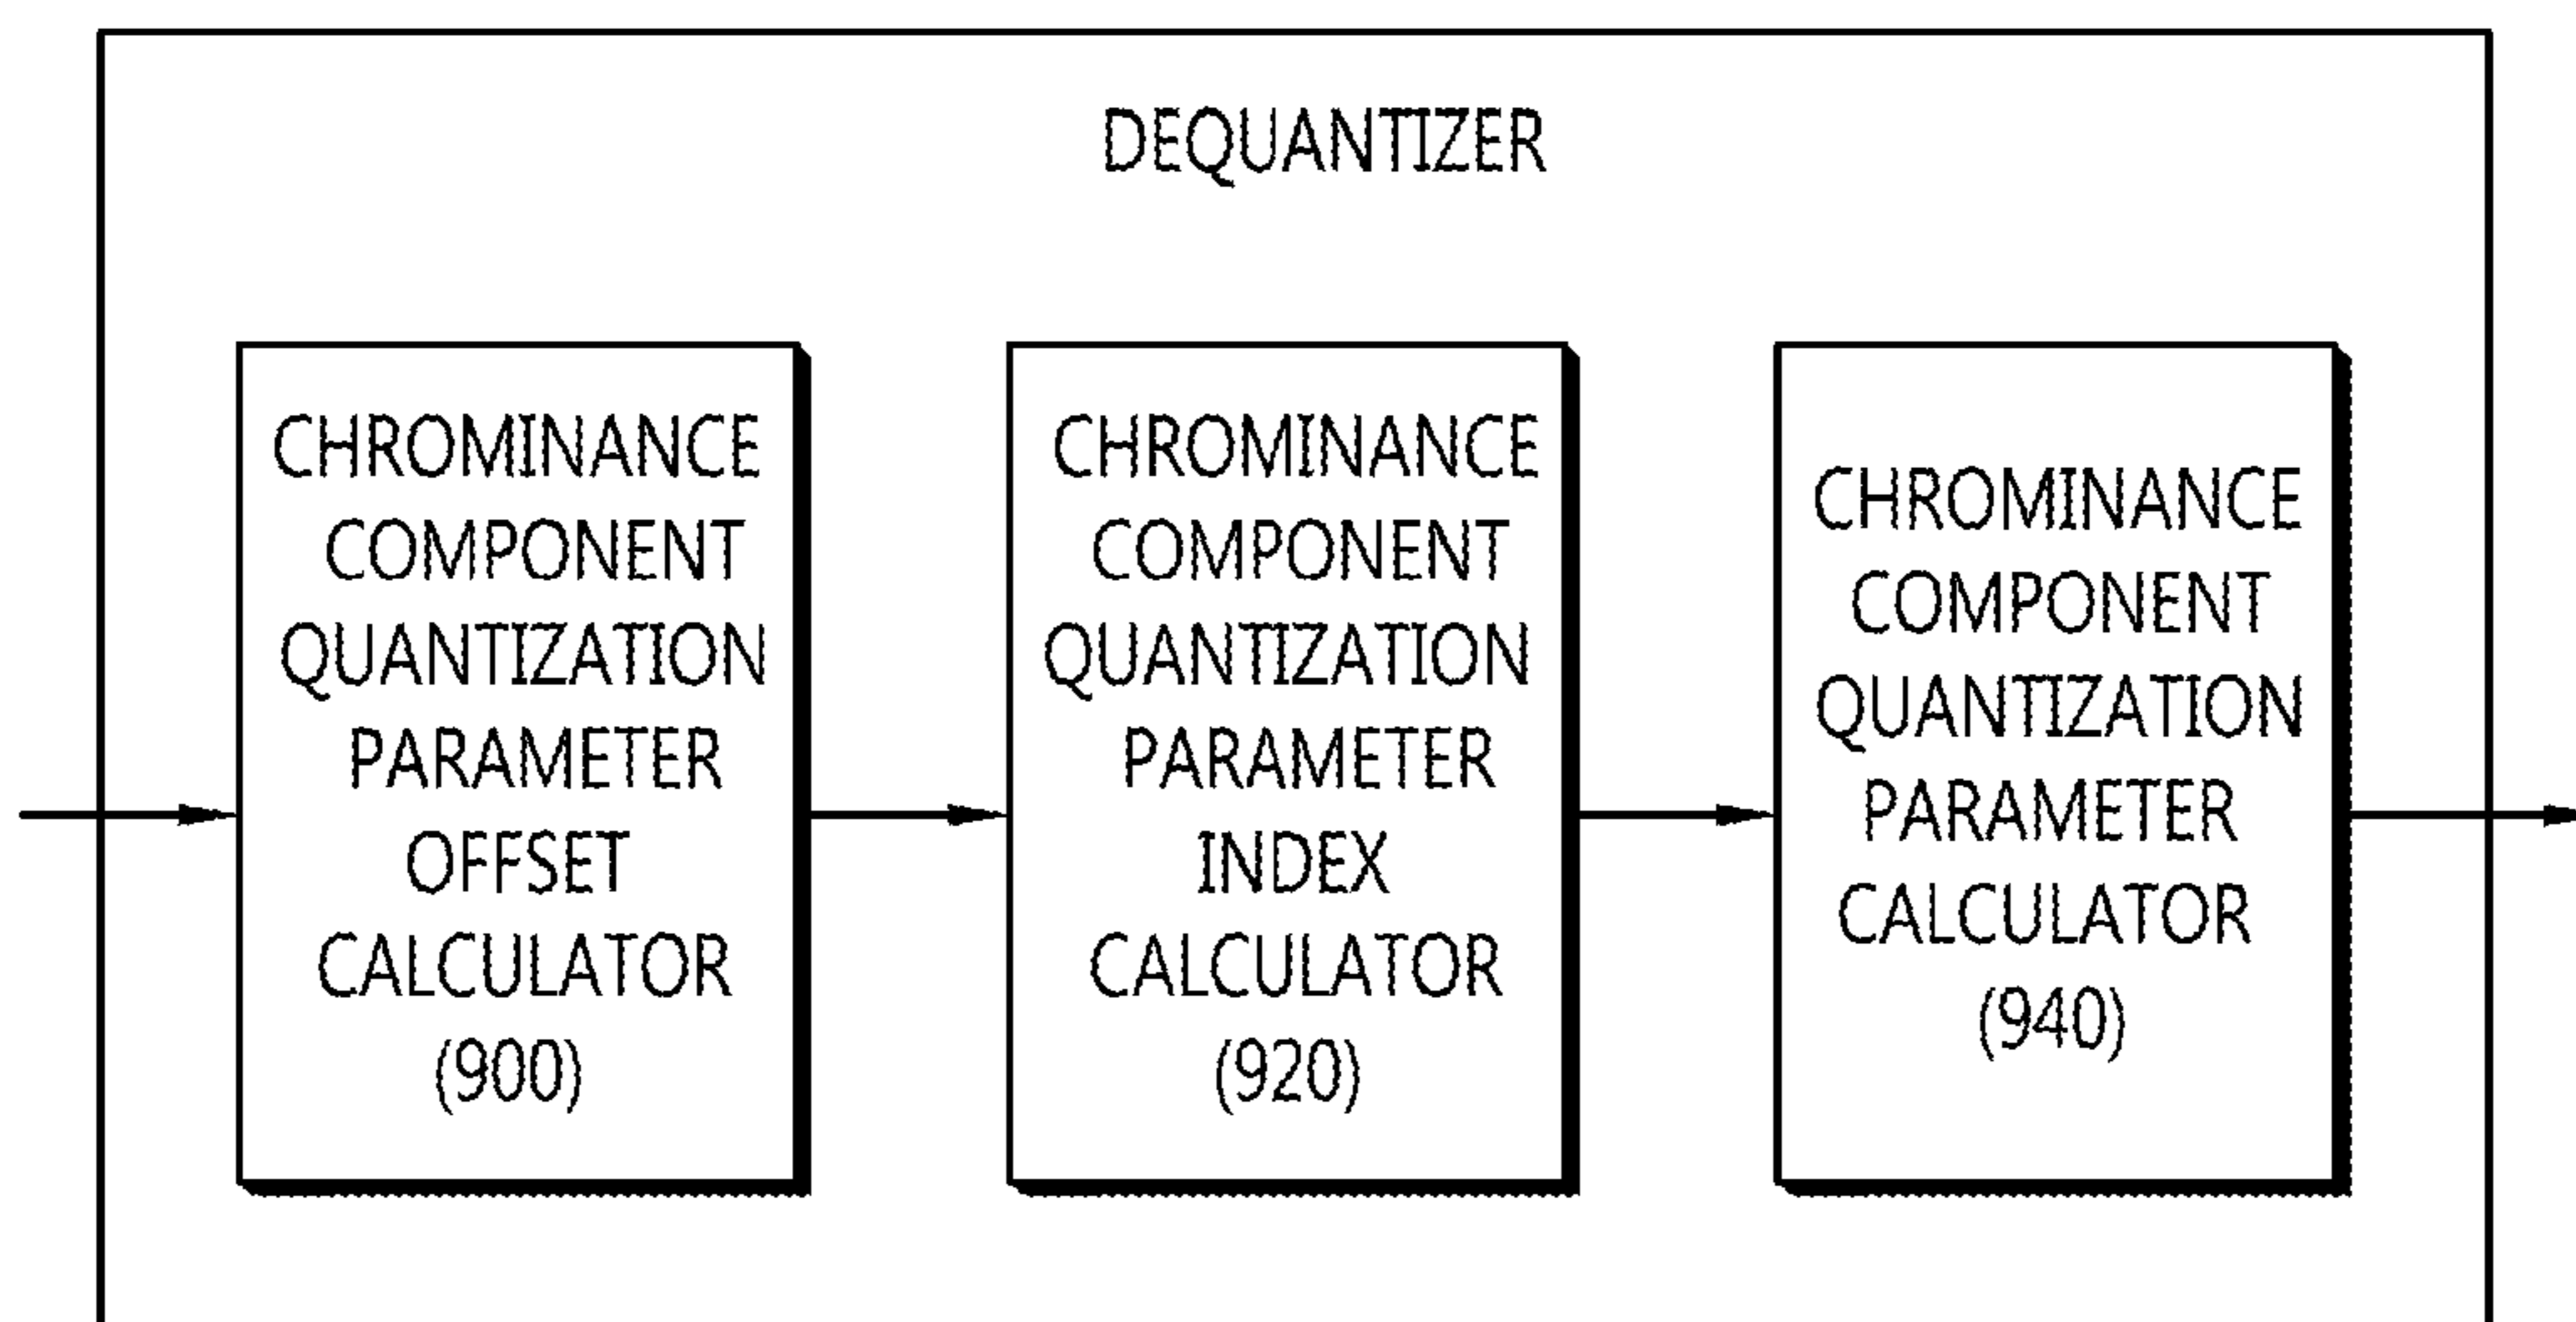 DEQUANTIZER
CHROMINANCE
COMPONENT
QUANTIZATION
PARAMETER
OFFSET
CALCULATOR
(900)
CHROMINANCE
COMPONENT
QUANTIZATION
PARAMETER
INDEX
CALCULATOR
(920)
CHROMINANCE
COMPONENT
QUANTIZATION
PARAMETER
CALCULATOR
(940)